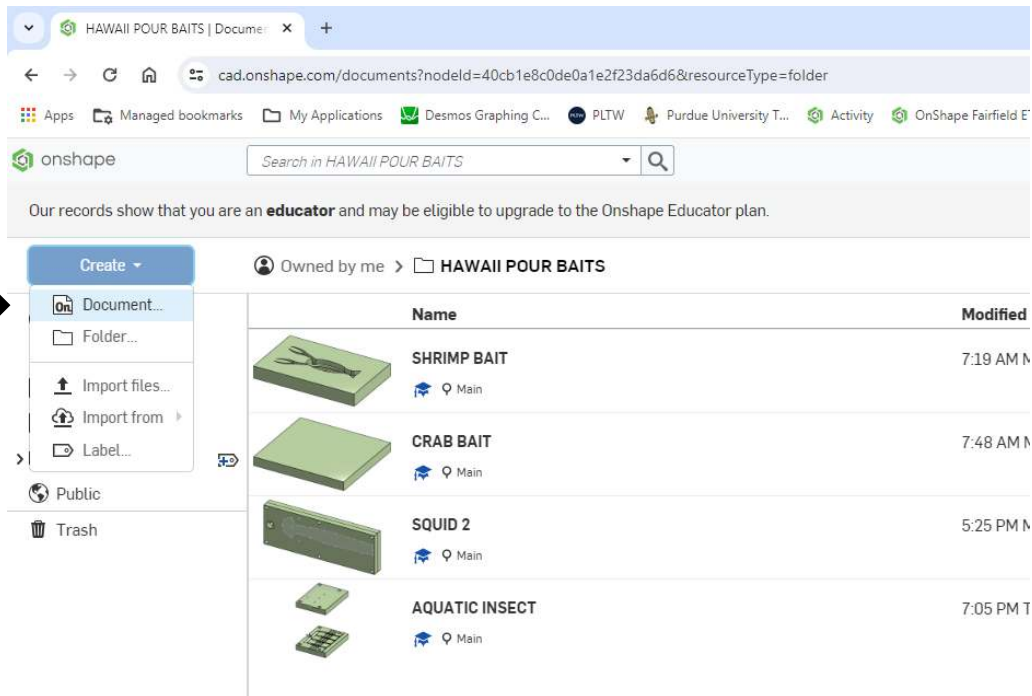 HAWAII POUR BAITS | Docume
cad.onshape.com/documents?nodeId=40cb1e8c0de0a1e2f23da6d6&resourceType=folder
Apps Managed bookmarks My Applications Desmos Graphing C... PLTW Purdue University T... Activity OnShape Fairfield ET
onshape Search in HAWAII POUR BAITS
Our records show that you are an educator and may be eligible to upgrade to the Onshape Educator plan.
Create Owned by me > HAWAII POUR BAITS
Document...
Folder...
Import files...
Import from
Label...
Public
Trash
Name Modified
SHRIMP BAIT 7:19 AM
Main
CRAB BAIT 7:48 AM
Main
SQUID 2 5:25 PM
Main
AQUATIC INSECT 7:05 PM
Main